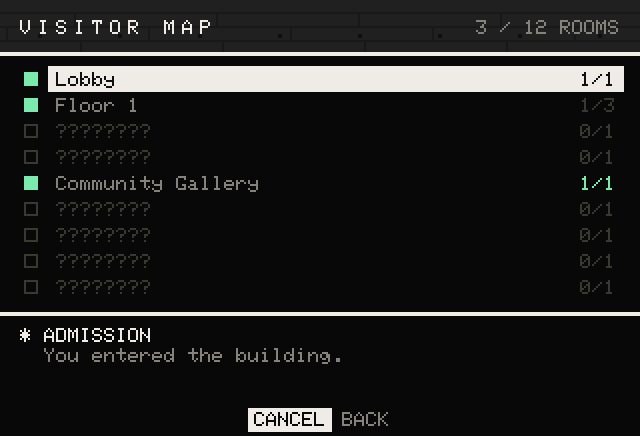 VISITOR MAP 3 / 12 ROOMS
Lobby 1/1
Floor 1 1/3
???????? 0/1
???????? 0/1
Community Gallery 1/1
???????? 0/1
???????? 0/1
???????? 0/1
???????? 0/1
* ADMISSION
You entered the building.
CANCEL BACK